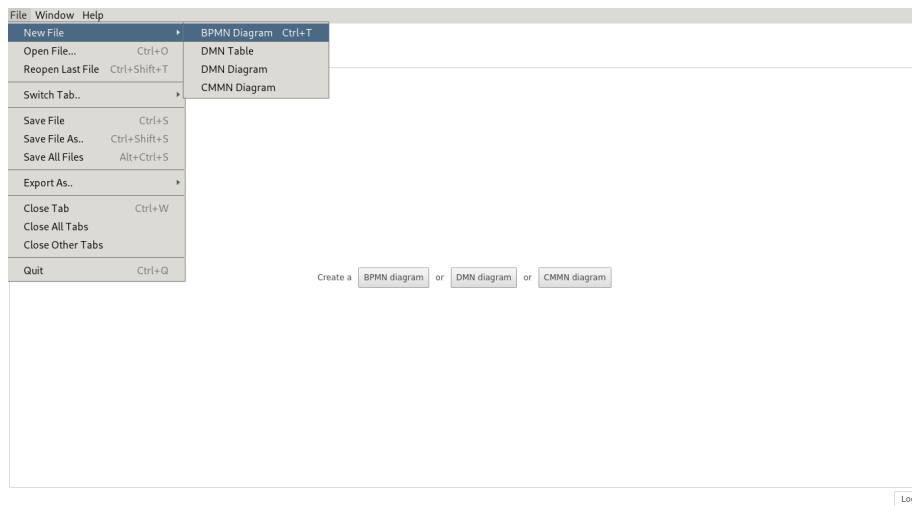 File Window Help
New File
BPMN Diagram Ctrl+T
Open File... Ctrl+O
DMN Table
Reopen Last File Ctrl+Shift+T
DMN Diagram
CMMN Diagram
Switch Tab..
Save File Ctrl+S
Save File As.. Ctrl+Shift+S
Save All Files Alt+Ctrl+S
Export As..
Close Tab Ctrl+W
Close All Tabs
Close Other Tabs
Quit Ctrl+Q
Create a BPMN diagram or DMN diagram or CMMN diagram